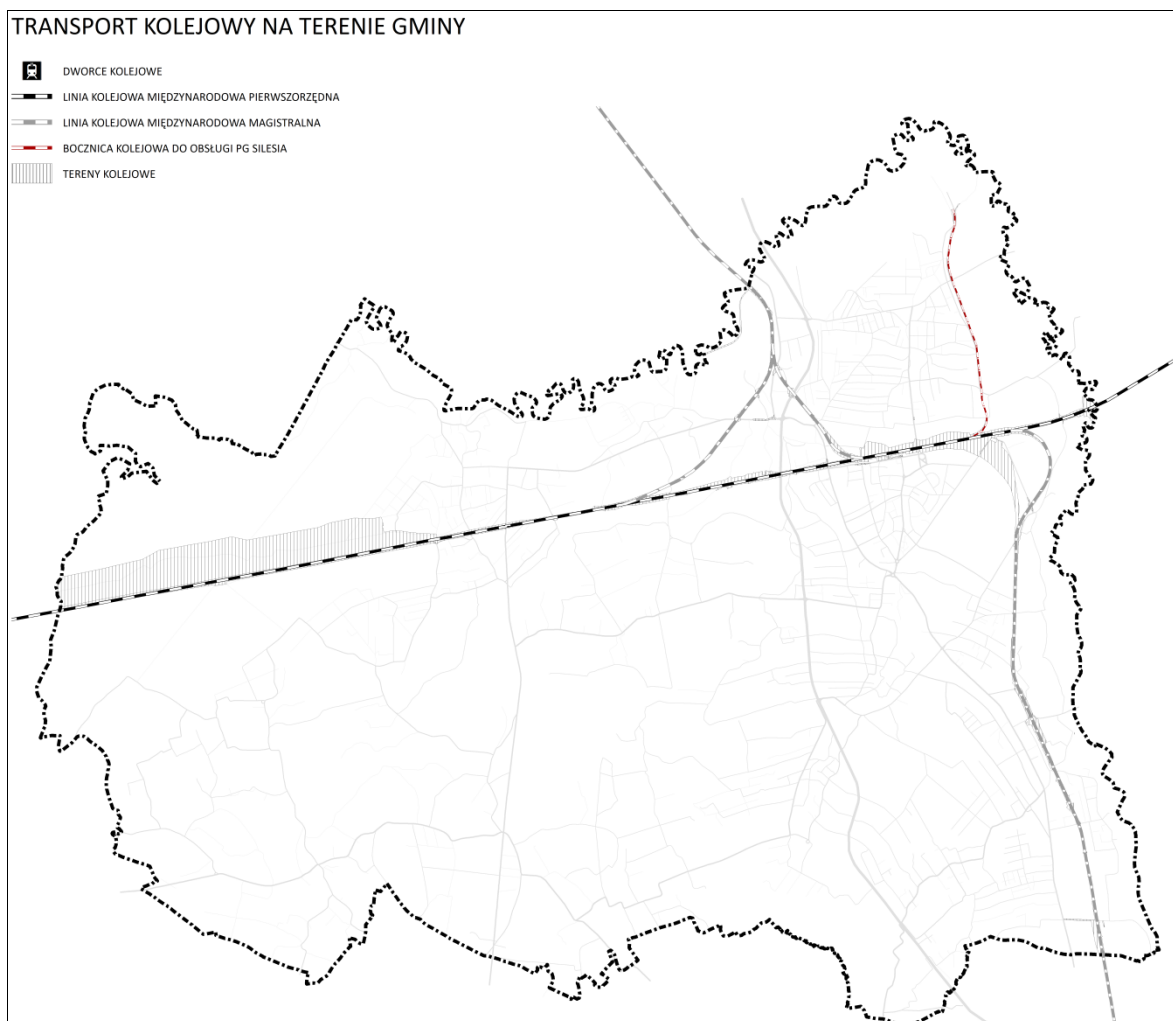 TRANSPORT KOLEJOWY NA TERENIE GMINY
DWORCE KOLEJOWE
LINIA KOLEJOWA MIĘDZYNARODOWA PIERWSZORZĘDNA
LINIA KOLEJOWA MIĘDZYNARODOWA MAGISTRALNA
BOCZNICA KOLEJOWA DO OBSŁUGI PG SILESIA
TERENY KOLEJOWE